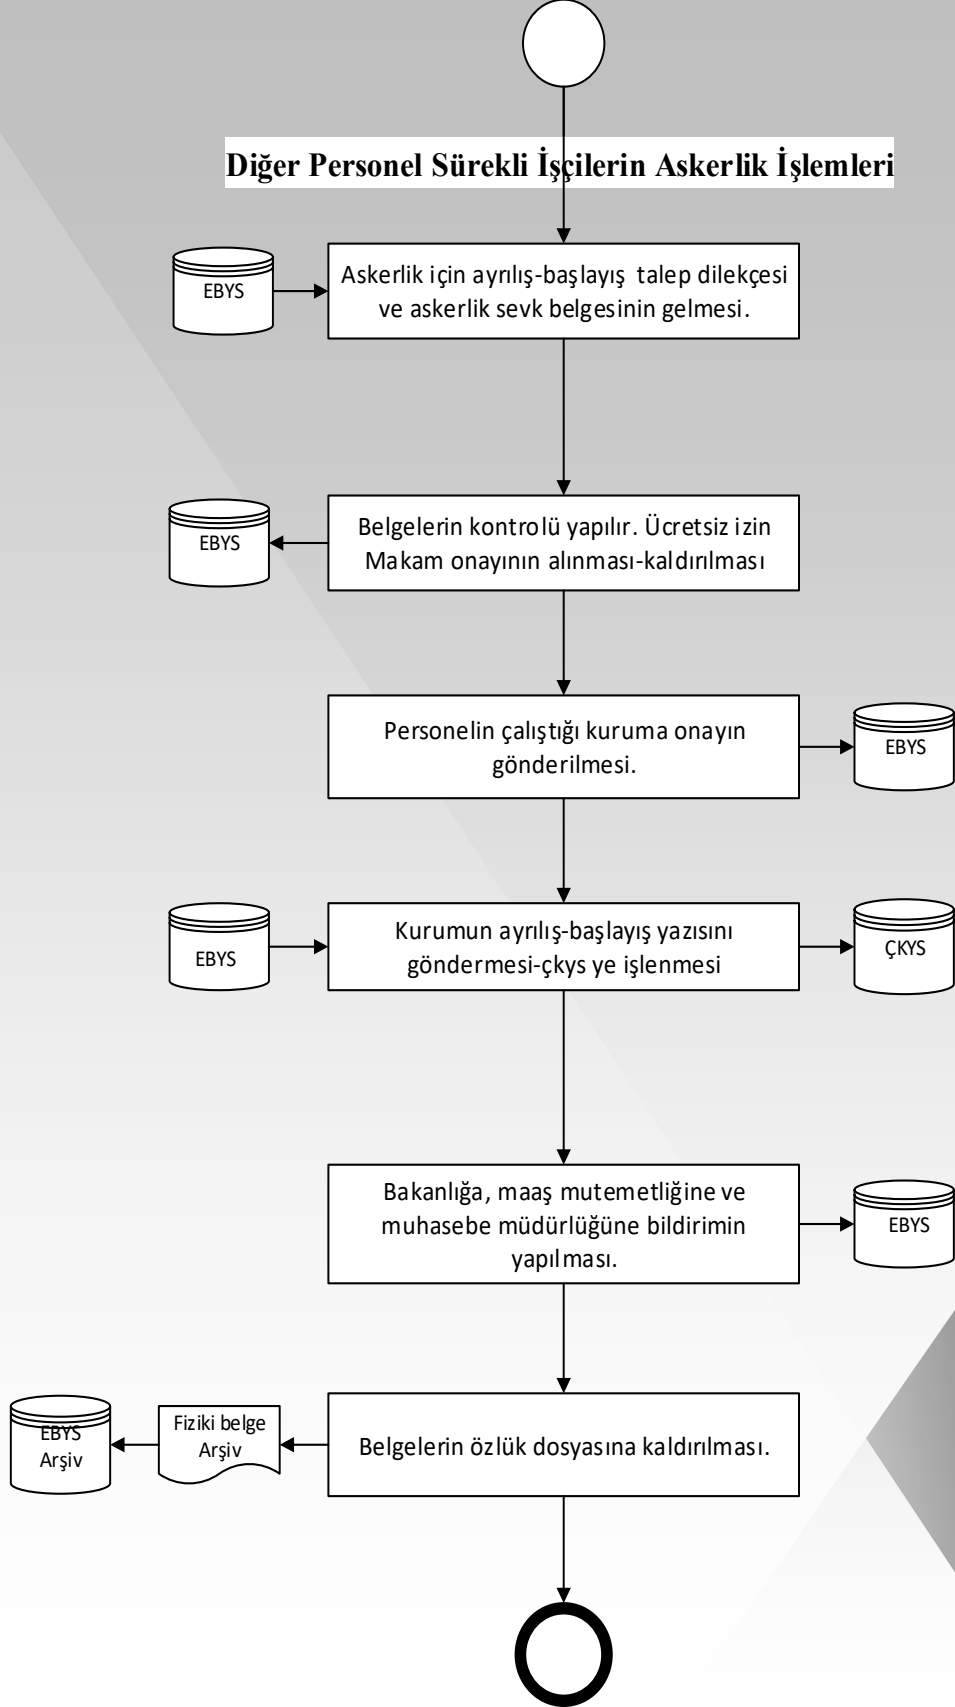 Diğer Personel Sürekli İşçilerin Askerlik İşlemleri
EBYS
Askerlik için ayrılış-başlayış talep dilekçesi
ve askerlik sevk belgesinin gelmesi.
EBYS
Belgelerin kontrolü yapılır. Ücretsiz izin
Makam onayının alınması-kaldırılması
Personelin çalıştığı kuruma onayın
gönderilmesi.
EBYS
EBYS
Kurumun ayrılış-başlayış yazısını
göndermesi-çkys ye işlenmesi
ÇKYS
Bakanlığa, maaş mutemetliğine ve
muhasebe müdürlüğüne bildirimin
yapılması.
EBYS
EBYS
Arşiv
Fiziki belge
Arşiv
Belgelerin özlük dosyasına kaldırılması.